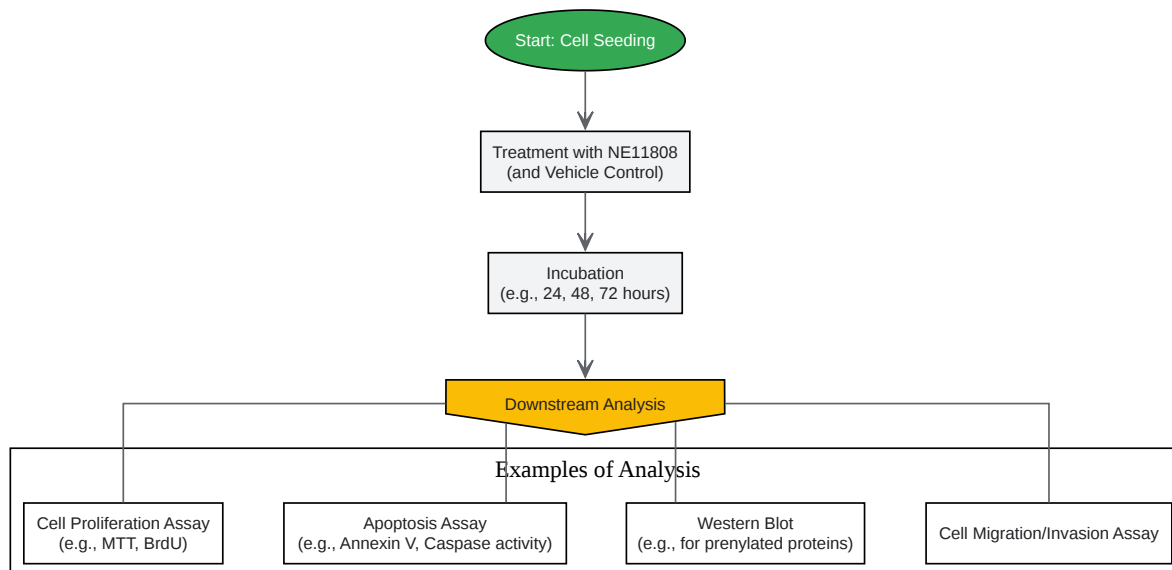 Start: Cell Seeding
Treatment with NE11808
(and Vehicle Control)
Incubation
(e.g., 24, 48, 72 hours)
Downstream Analysis
Examples of Analysis
Cell Proliferation Assay
(e.g., MTT, BrdU)
Apoptosis Assay
(e.g., Annexin V, Caspase activity)
Western Blot
(e.g., for prenylated proteins)
Cell Migration/Invasion Assay